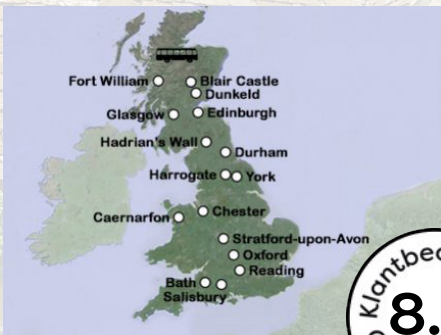 Fort William
Blair Castle
Dunkeld
Glasgow
Edinburgh
Hadrian's Wall
Durham
Harrogate
York
Caernarfon
Chester
Stratford-upon-Avon
Oxford
Reading
Bath
Salisbury
Klantbeo
8.